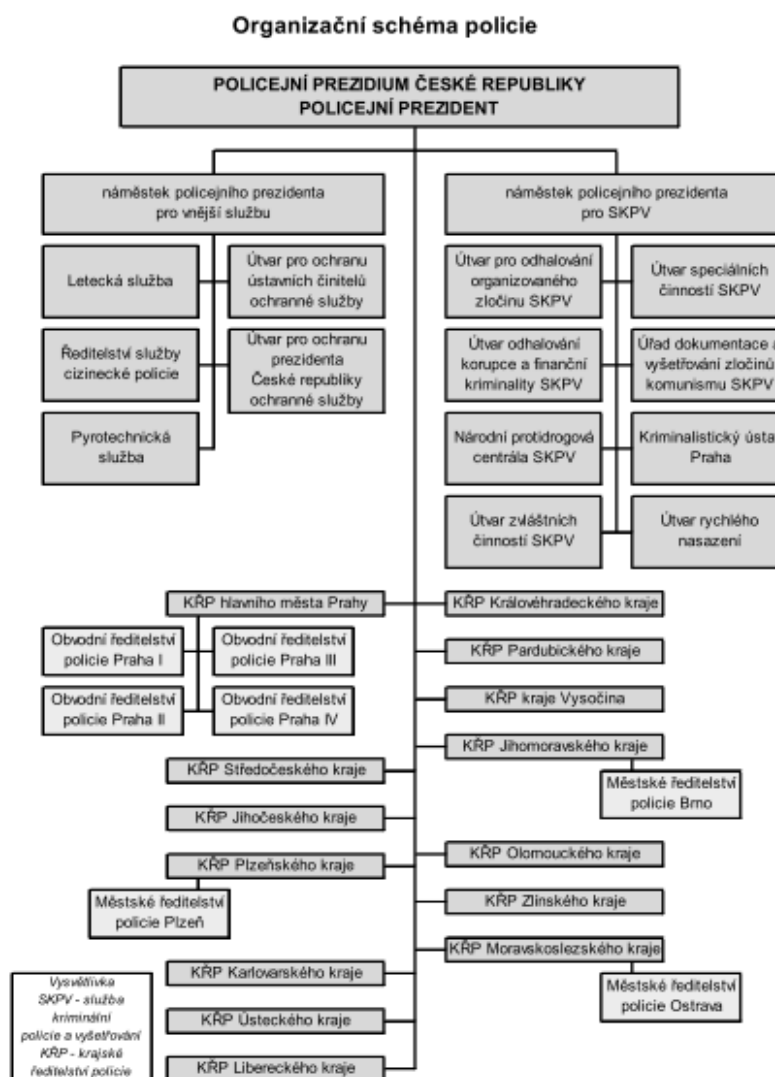 Organizační schéma policie
POLICEJNÍ PREZIDIUM ČESKÉ REPUBLIKY
POLICEJNÍ PREZIDENT
náměstek policejního prezidenta
pro vnější službu
Letecká služba
Útvar pro ochranu
ústavních činitelů
ochranné služby
Ředitelství služby
cizinecké policie
Útvar pro ochranu
prezidenta
České republiky
ochranné služby
Pyrotechnická
služba
náměstek policejního prezidenta
pro SKPV
Útvar pro odhalování
organizovaného
zločinu SKPV
Útvar speciálních
činností SKPV
Útvar odhalování
korupce a finanční
kriminality SKPV
Úřad dokumentace a
vyšetřování zločinů
komunismu SKPV
Národní protidrogová
centrála SKPV
Kriminalistický ústa
Praha
Útvar zvláštních
činností SKPV
Útvar rychlého
nasazení
KŘP hlavního města Prahy
Obvodní ředitelství
policie Praha I
Obvodní ředitelství
policie Praha III
Obvodní ředitelství
policie Praha II
Obvodní ředitelství
policie Praha IV
KŘP Středočeského kraje
KŘP Jihočeského kraje
KŘP Plzeňského kraje
Městské ředitelství
policie Plzeň
KŘP Karlovarského kraje
KŘP Ústeckého kraje
KŘP Libereckého kraje
KŘP Královéhradeckého kraje
KŘP Pardubického kraje
KŘP kraje Vysočina
KŘP Jihomoravského kraje
Městské ředitelství
policie Brno
KŘP Olomouckého kraje
KŘP Zlínského kraje
KŘP Moravskoslezského kraje
Městské ředitelství
policie Ostrava
Vysvětlivka
SKPV - služba
kriminální
policie a vyšetřování
KŘP - krajské
ředitelství policie